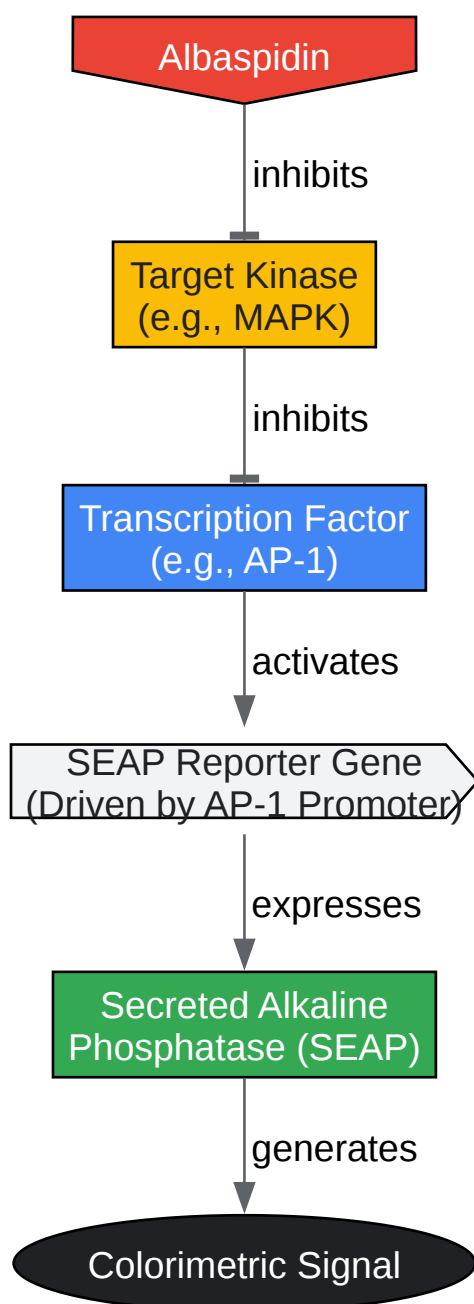 Albaspidin
inhibits
Target Kinase
(e.g., MAPK)
inhibits
Transcription Factor
(e.g., AP-1)
activates
SEAP Reporter Gene
(Driven by AP-1 Promoter)
expresses
Secreted Alkaline
Phosphatase (SEAP)
generates
Colorimetric Signal